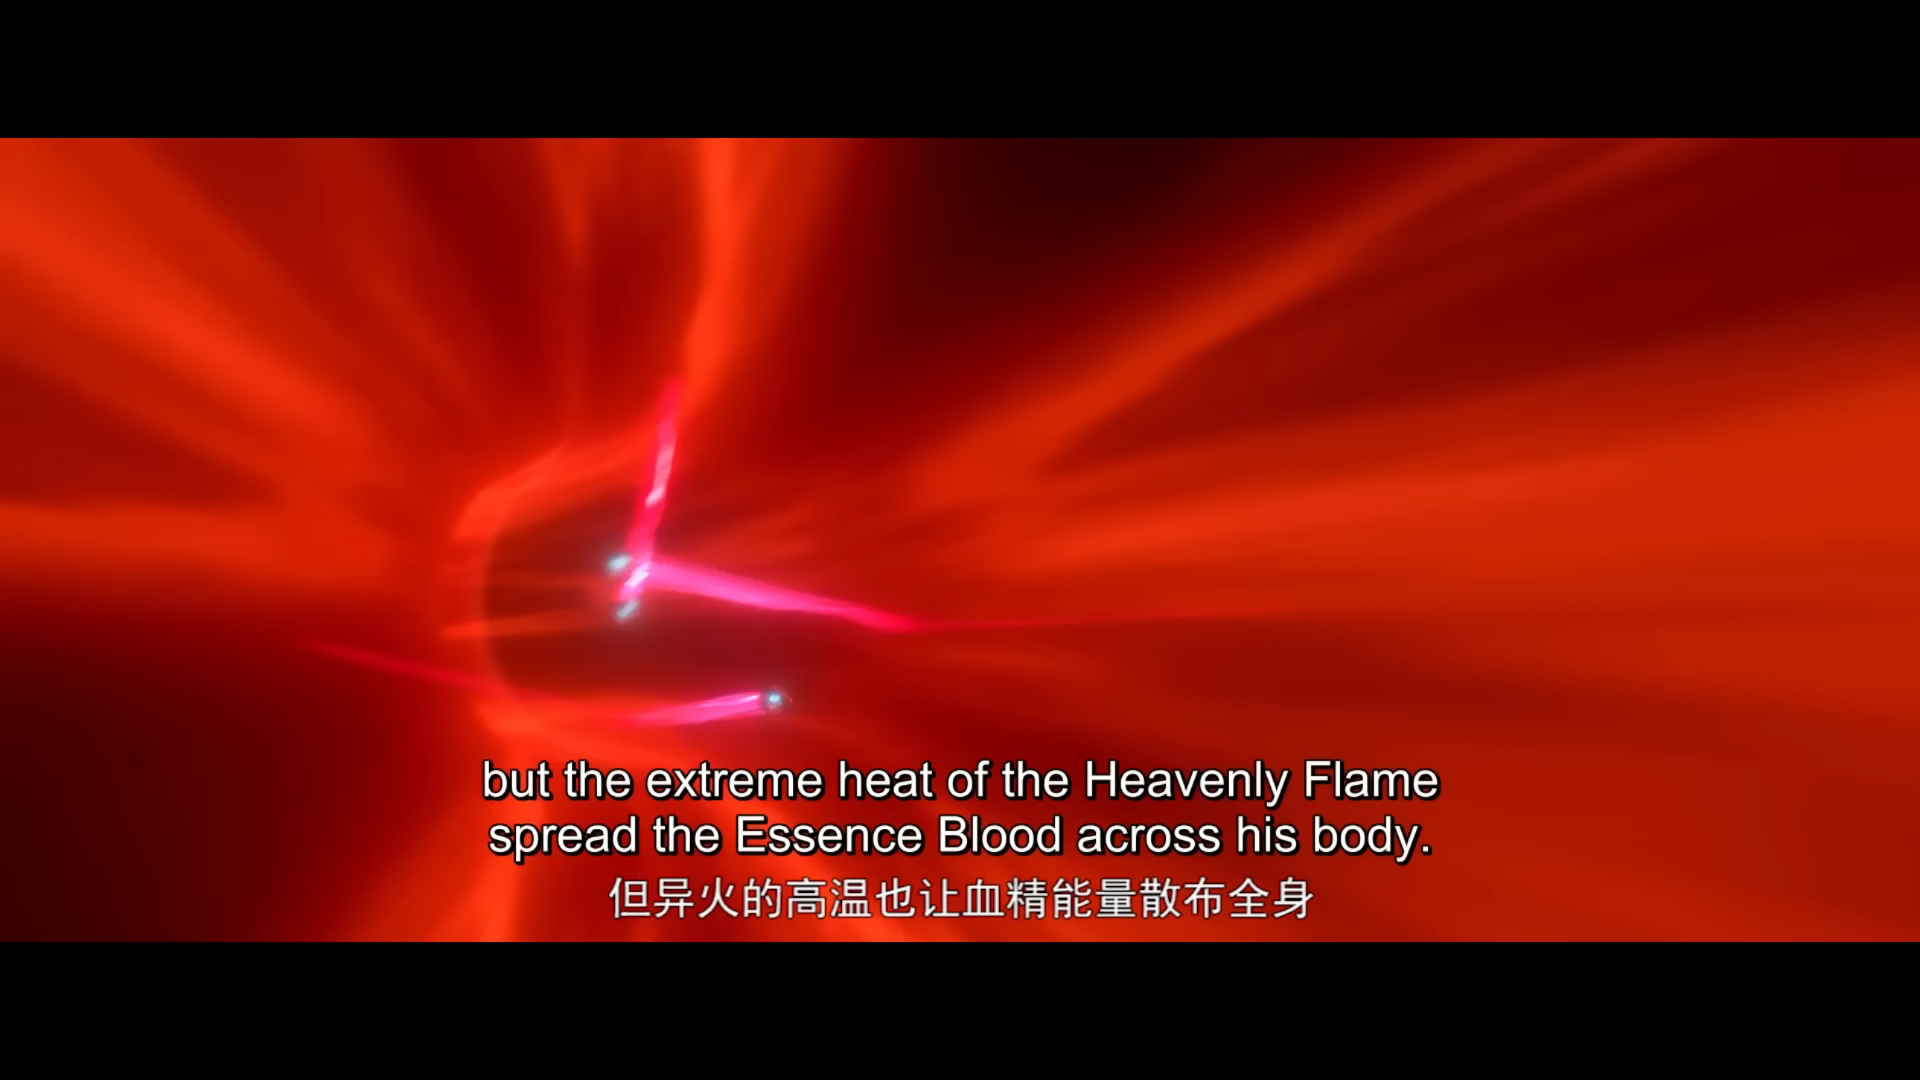 but the extreme heat of the Heavenly Flame
spread the Essence Blood across his body.
但异火的高温也让血精能量散布全身